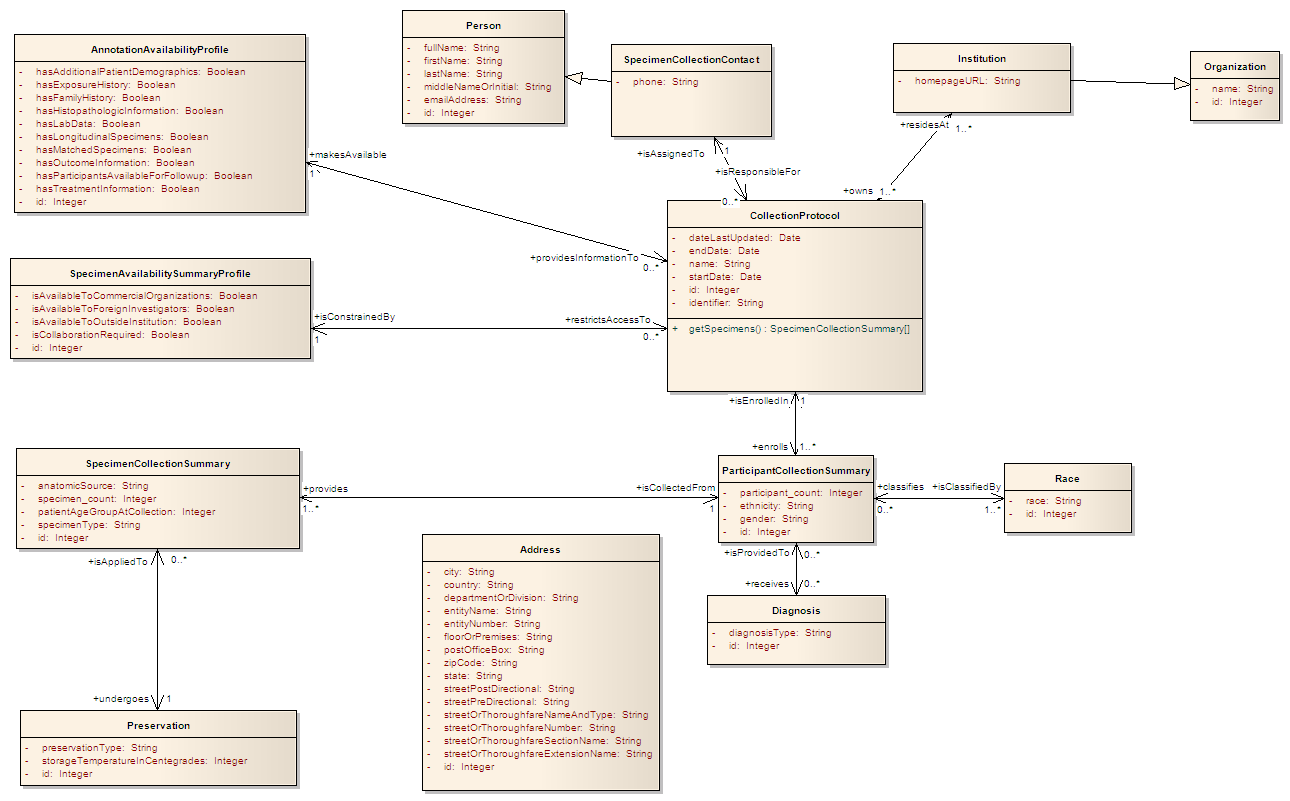 Person
- fullName: String
- firstName: String
- lastName: String
- middleNameOrInitial: String
- emailAddress: String
- id: Integer
AnnotationAvailabilityProfile
- hasAdditionalPatientDemographics: Boolean
- hasExposureHistory: Boolean
- hasFamilyHistory: Boolean
- hasHistopathologicInformation: Boolean
- hasLabData: Boolean
- hasLongitudinalSpecimens: Boolean
- hasMatchedSpecimens: Boolean
- hasOutcomeInformation: Boolean
- hasParticipantsAvailableForFollowup: Boolean
- hasTreatmentInformation: Boolean
- id: Integer
SpecimenCollectionContact
- phone: String
Institution
- homepageURL: String
Organization
- name: String
- id: Integer
+makesAvailable
1
+isAssignedTo
1
+isResponsibleFor
0..*
+residesAt
1..*
+owns
1..*
CollectionProtocol
- dateLastUpdated: Date
- endDate: Date
- name: String
- startDate: Date
- id: Integer
- identifier: String
+ getSpecimens() : SpecimenCollectionSummary[]
+providesInformationTo
0..*
SpecimenAvailabilitySummaryProfile
- isAvailableToCommercialOrganizations: Boolean
- isAvailableToForeignInvestigators: Boolean
- isAvailableToOutsideInstitution: Boolean
- isCollaborationRequired: Boolean
- id: Integer
+isConstrainedBy
1
+restrictsAccessTo
0..*
+isEnrolledIn
1
+enrolls
1..*
SpecimenCollectionSummary
- anatomicSource: String
- specimen_count: Integer
- patientAgeGroupAtCollection: Integer
- specimenType: String
- id: Integer
+provides
1..*
+isCollectedFrom
1
ParticipantCollectionSummary
- participant_count: Integer
- ethnicity: String
- gender: String
- id: Integer
+classifies
0..*
+isClassifiedBy
1..*
Race
- race: String
- id: Integer
+isProvidedTo
0..*
+receives
0..*
Diagnosis
- diagnosisType: String
- id: Integer
+isAppliedTo
0..*
+undergoes
1
Preservation
- preservationType: String
- storageTemperatureInCentegrades: Integer
- id: Integer
Address
- city: String
- country: String
- departmentOrDivision: String
- entityName: String
- entityNumber: String
- floorOrPremises: String
- postOfficeBox: String
- zipCode: String
- state: String
- streetPostDirectional: String
- streetPreDirectional: String
- streetOrThoroughfareNameAndType: String
- streetOrThoroughfareNumber: String
- streetOrThoroughfareSectionName: String
- streetOrThoroughfareExtensionName: String
- id: Integer